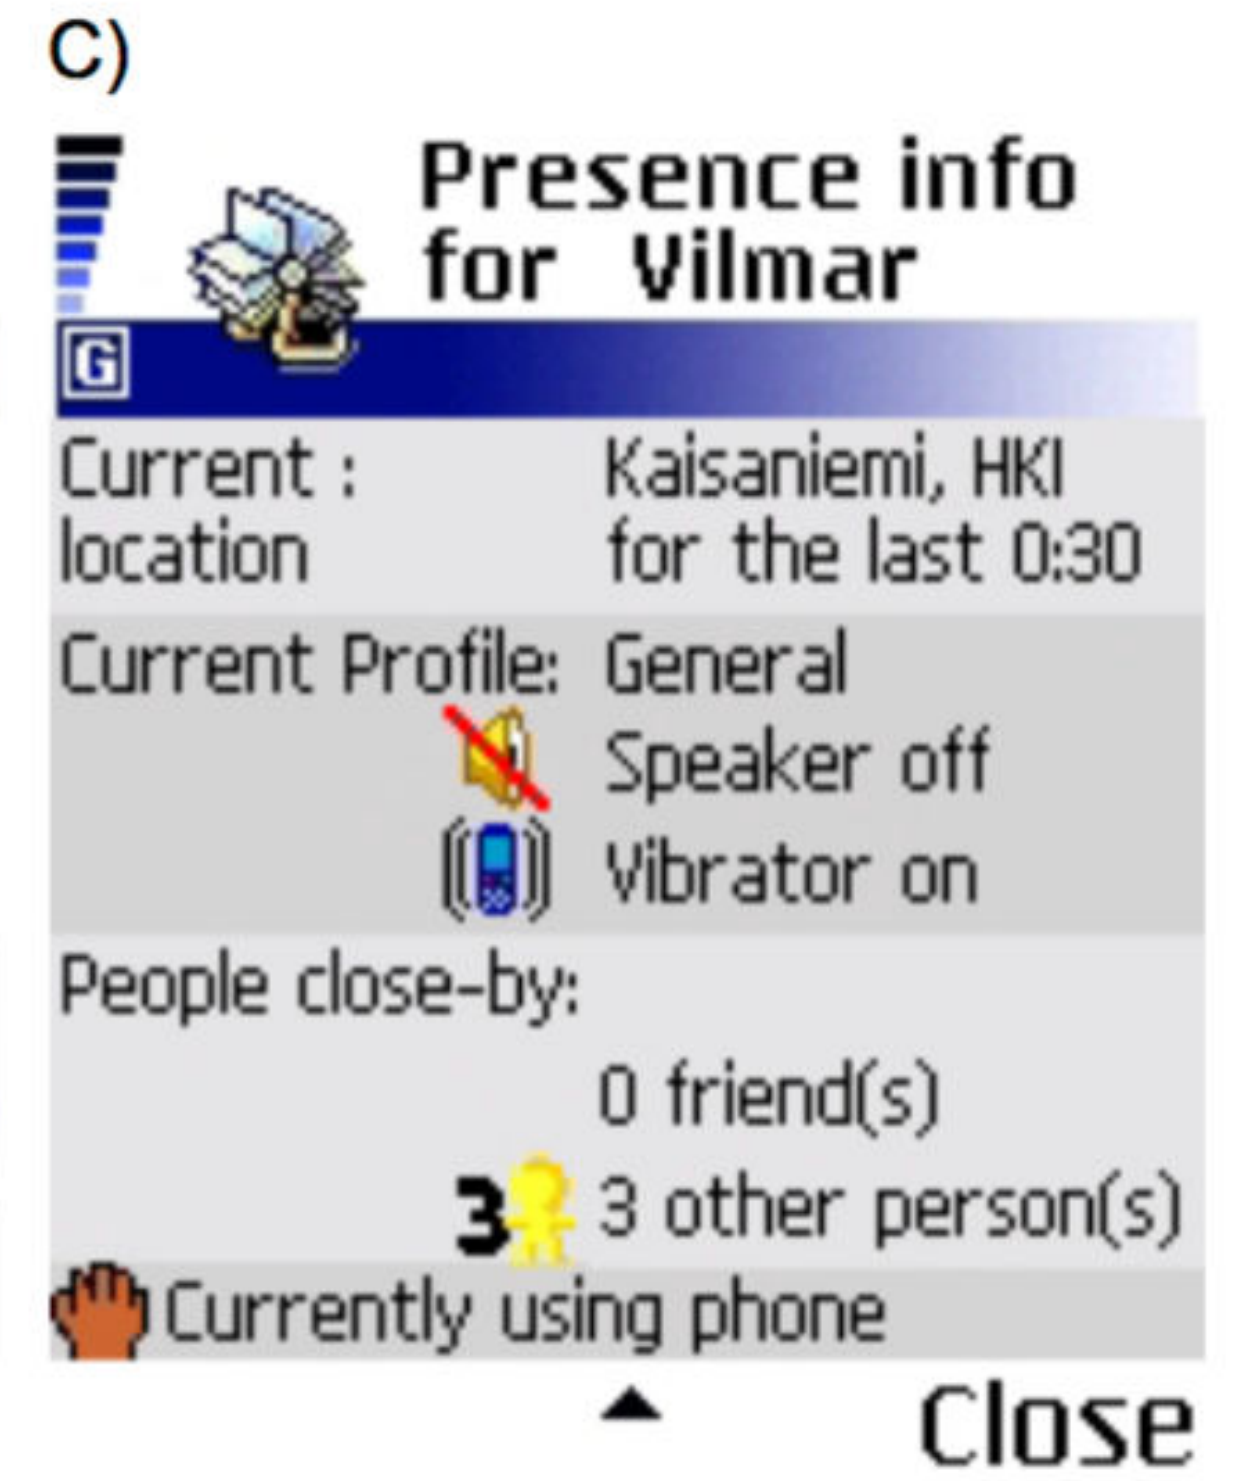 C)
Presence info
for Vilmar
G
Current : Kaisaniemi, HKI
location for the last 0:30
Current Profile: General
Speaker off
Vibrator on
People close-by:
0 friend(s)
3 3 other person(s)
Currently using phone
Close